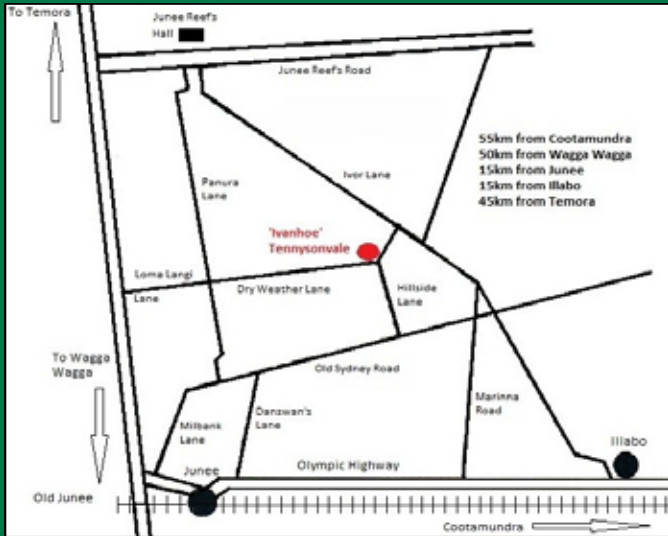 To Temora
Junee Reef's
Hall
Junee Reef's Road
55km from Cootamundra
50km from Wagga Wagga
15km from Junee
15km from Illabo
45km from Temora
Ivor Lane
Panura
Lane
'Ivanhoe'
Tennysonvale
Loma Langi
Lane
Dry Weather Lane
Hillside
Lane
To Wagga
Wagga
Old Sydney Road
Milbank
Lane
Danswan's
Lane
Marinna
Road
Illabo
Junee
Olympic Highway
Old Junee
Cootamundra